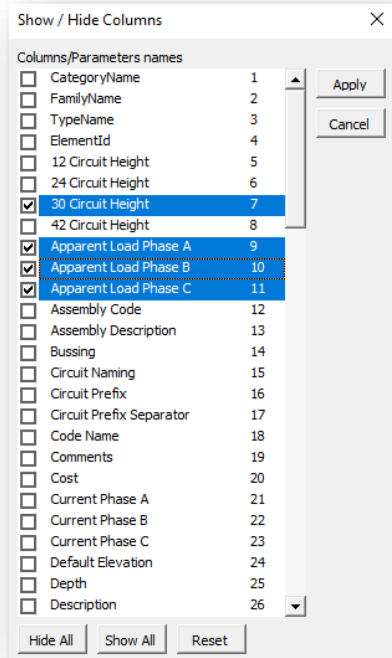 Show / Hide Columns
Columns/Parameters names
CategoryName 1
Apply
FamilyName 2
TypeName 3
Cancel
ElementId 4
12 Circuit Height 5
24 Circuit Height 6
30 Circuit Height 7
42 Circuit Height 8
Apparent Load Phase A 9
Apparent Load Phase B 10
Apparent Load Phase C 11
Assembly Code 12
Assembly Description 13
Bussing 14
Circuit Naming 15
Circuit Prefix 16
Circuit Prefix Separator 17
Code Name 18
Comments 19
Cost 20
Current Phase A 21
Current Phase B 22
Current Phase C 23
Default Elevation 24
Depth 25
Description 26
Hide All Show All Reset